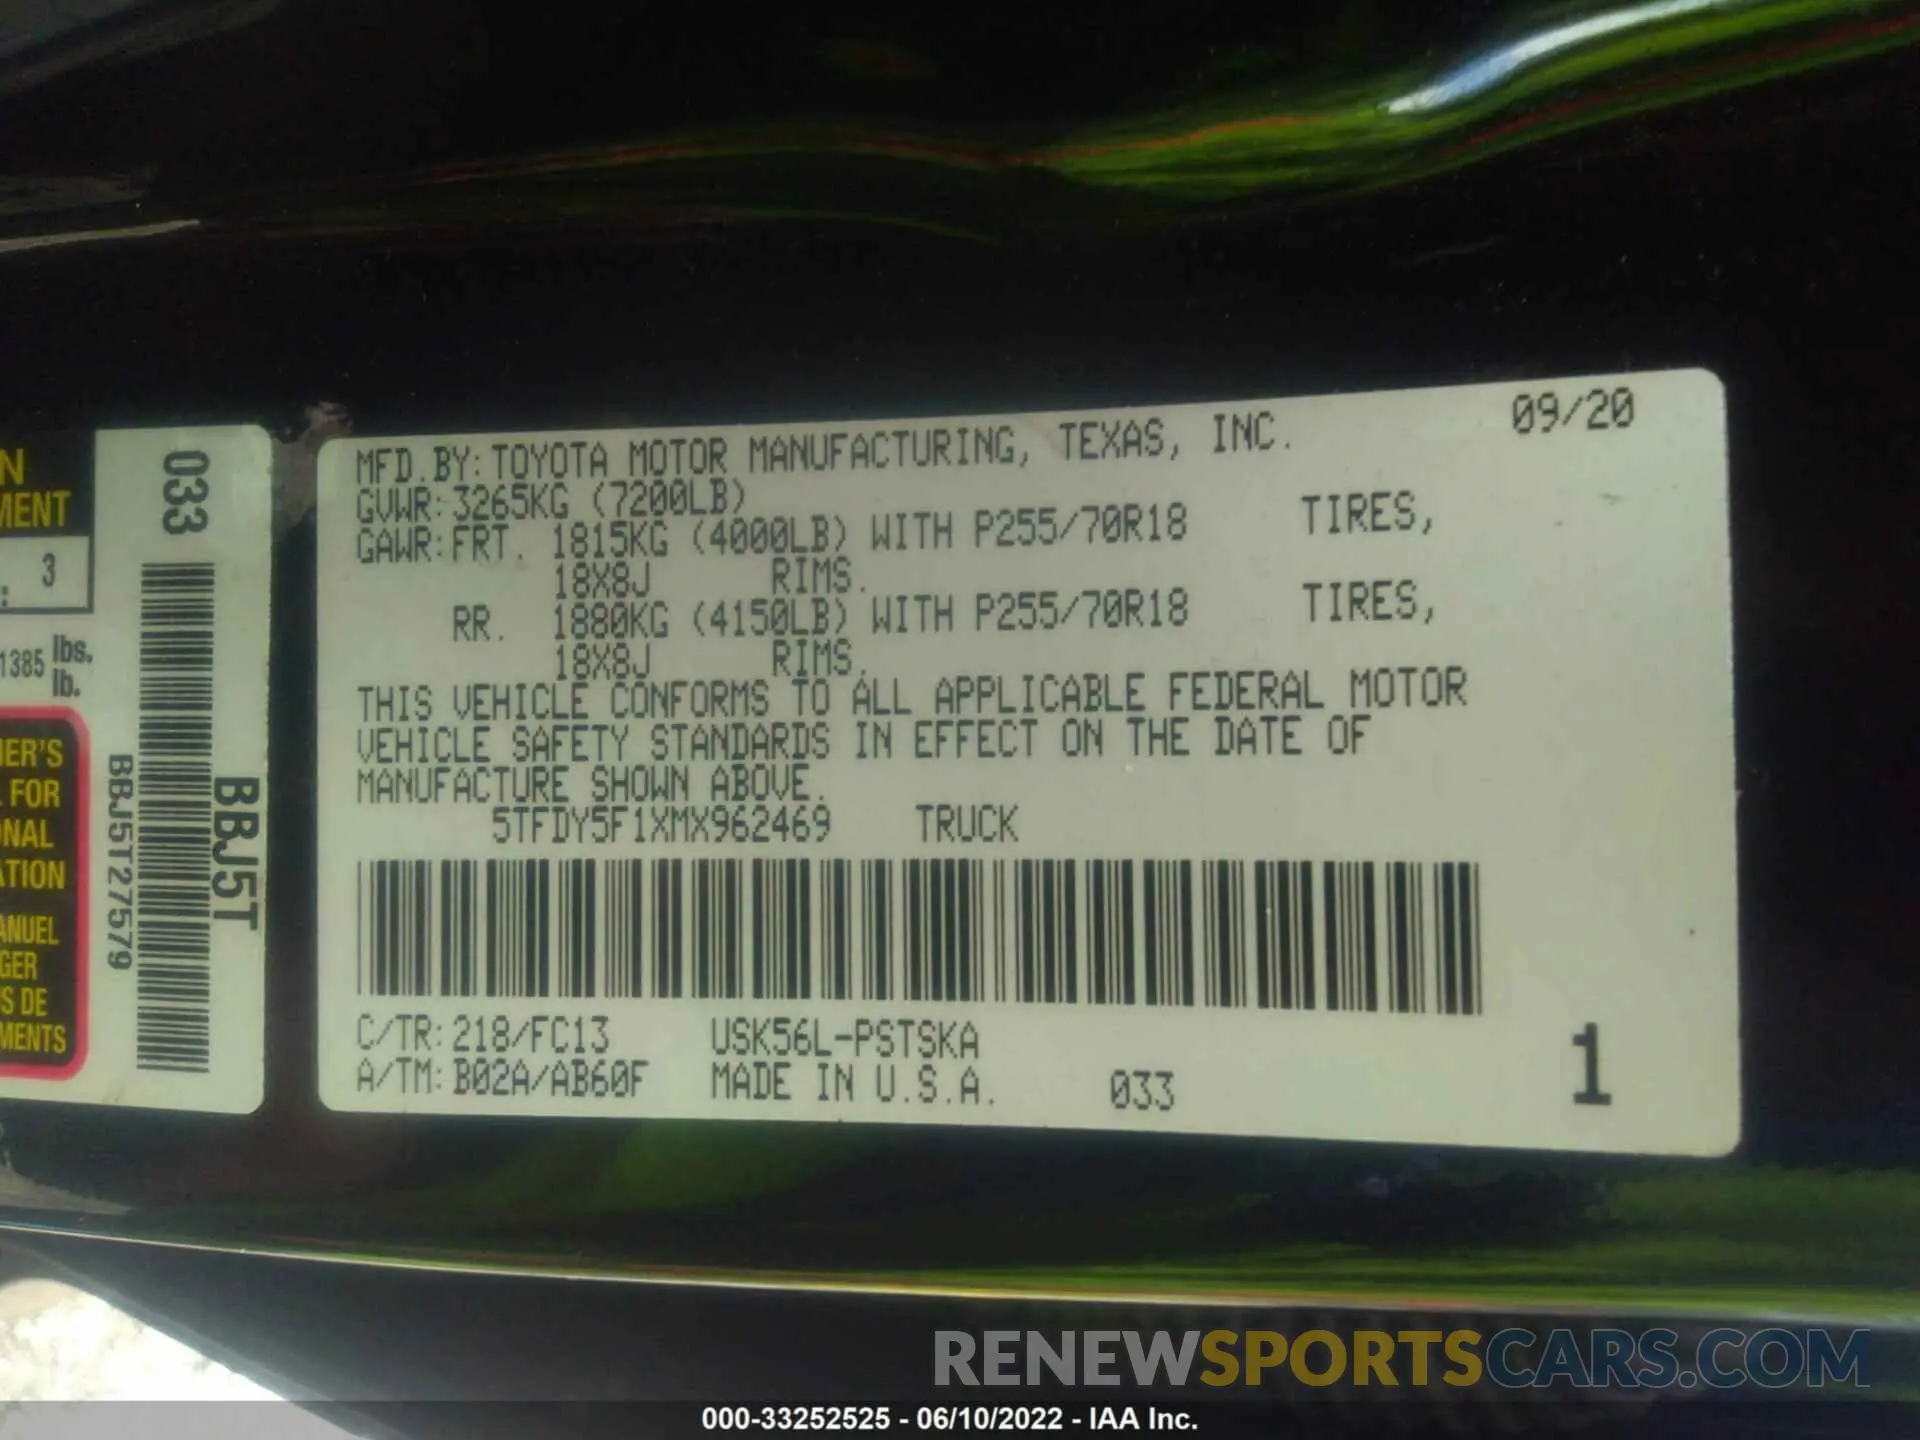 N
MENT
: 3
1385 lbs.
lb.
NER'S
L FOR
ONAL
ATION
ANUEL
GER
S DE
MENTS
033
BBJ5T
BBJ5T27579
MFD.BY:TOYOTA MOTOR MANUFACTURING, TEXAS, INC. 09/20
GVWR:3265KG (7200LB)
GAWR:FRT. 1815KG (4000LB) WITH P255/70R18 TIRES,
18X8J RIMS.
RR. 1880KG (4150LB) WITH P255/70R18 TIRES,
18X8J RIMS.
THIS VEHICLE CONFORMS TO ALL APPLICABLE FEDERAL MOTOR
VEHICLE SAFETY STANDARDS IN EFFECT ON THE DATE OF
MANUFACTURE SHOWN ABOVE.
5TFDY5F1XMX962469 TRUCK
C/TR:218/FC13 USK56L-PSTSKA
A/TM:B02A/AB60F MADE IN U.S.A. 033
1
RENEWSPORTSCARS.COM
000-33252525 - 06/10/2022 - IAA Inc.